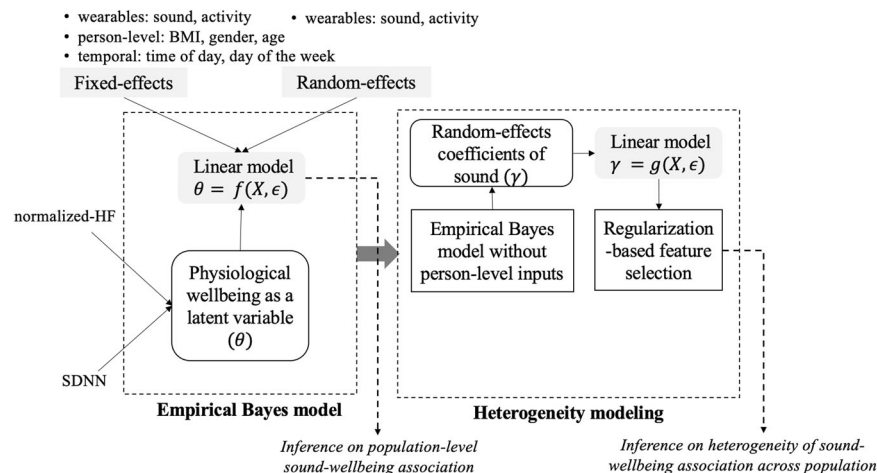 • wearables: sound, activity
• person-level: BMI, gender, age
• temporal: time of day, day of the week
• wearables: sound, activity
Fixed-effects
Random-effects
Linear model
θ = f(X, ϵ)
normalized-HF
Physiological
wellbeing as a
latent variable
(θ)
SDNN
Empirical Bayes model
Inference on population-level
sound-wellbeing association
Random-effects
coefficients of
sound (γ)
Linear model
γ = g(X, ϵ)
Empirical Bayes
model without
person-level inputs
Regularization
-based feature
selection
Heterogeneity modeling
Inference on heterogeneity of sound-
wellbeing association across population